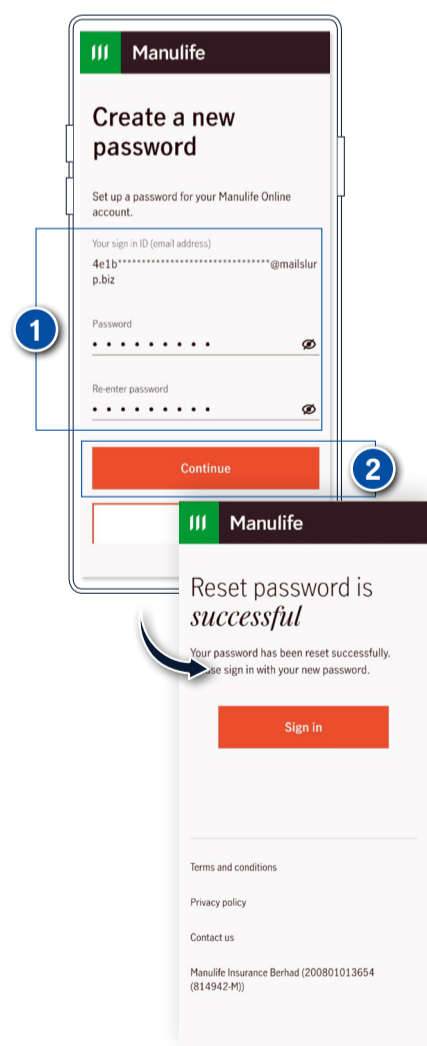 Manulife
Create a new
password
Set up a password for your Manulife Online
account.
Your sign in ID (email address)
4e1b********************************@mailslur
p.biz
1
Password
Re-enter password
Continue
2
Manulife
Reset password is
successful
Your password has been reset successfully.
se sign in with your new password.
Sign in
Terms and conditions
Privacy policy
Contact us
Manulife Insurance Berhad (200801013654
(814942-M))